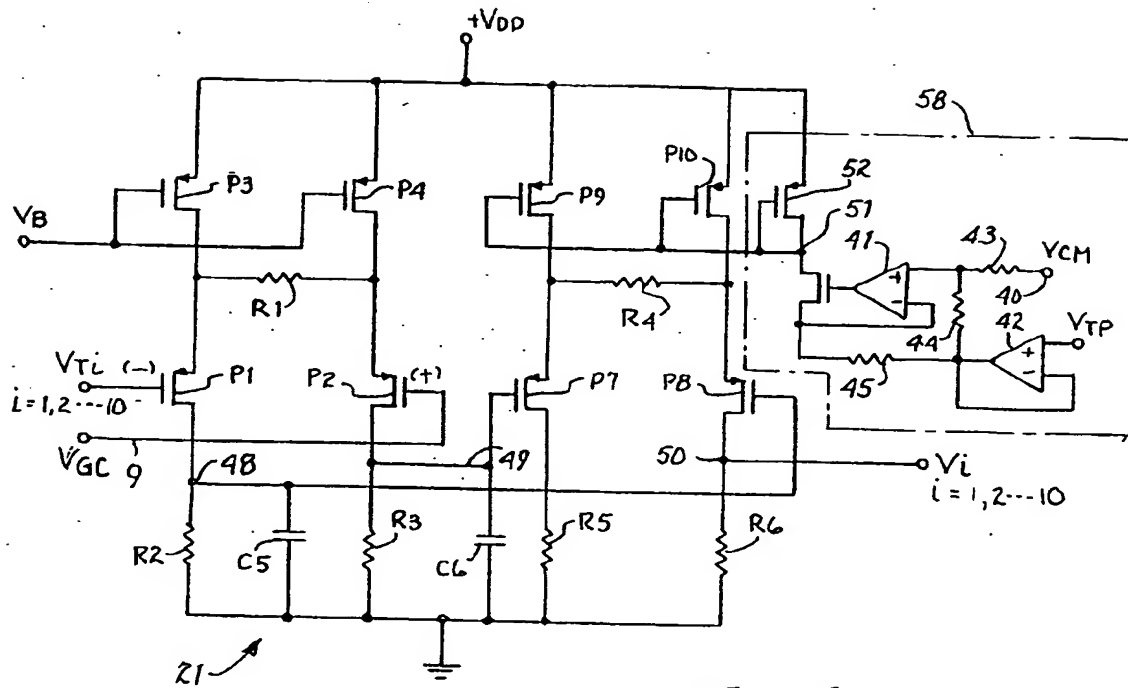 +VDD
58
P3
P4
P9
P10
52
VB
51
41
43
VCM
40
R1
R4
44
42
VTP
45
VTi (-)
i=1,2---10
P1
P2
(+)
P7
P8
VGC
9
48
49
50
Vi
i=1,2---10
R2
C5
R3
C6
R5
R6
21